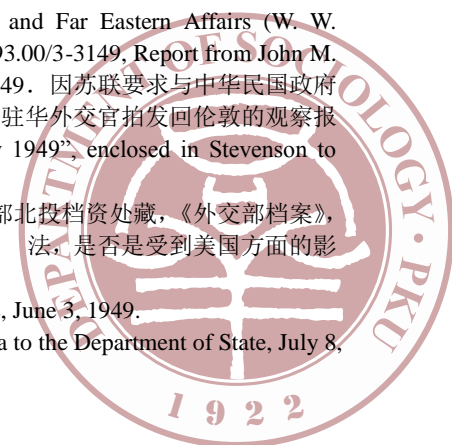 and Far Eastern Affairs (W. W.
93.00/3-3149, Report from John M.
49．因苏联要求与中华民国政府
驻华外交官拍发回伦敦的观察报
1949”, enclosed in Stevenson to
部北投档资处藏，《外交部档案》，
法，是否是受到美国方面的影
, June 3, 1949.
a to the Department of State, July 8,
DEPARTMENT OF SOCIOLOGY · PKU
1922